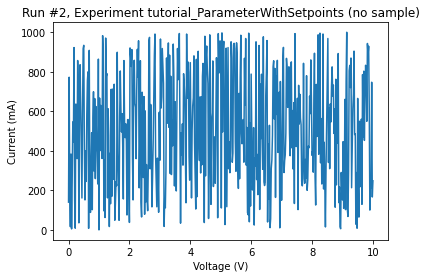 Run #2, Experiment tutorial_ParameterWithSetpoints (no sample)
1000
800
600
400
200
0
Current (mA)
0 2 4 6 8 10
Voltage (V)